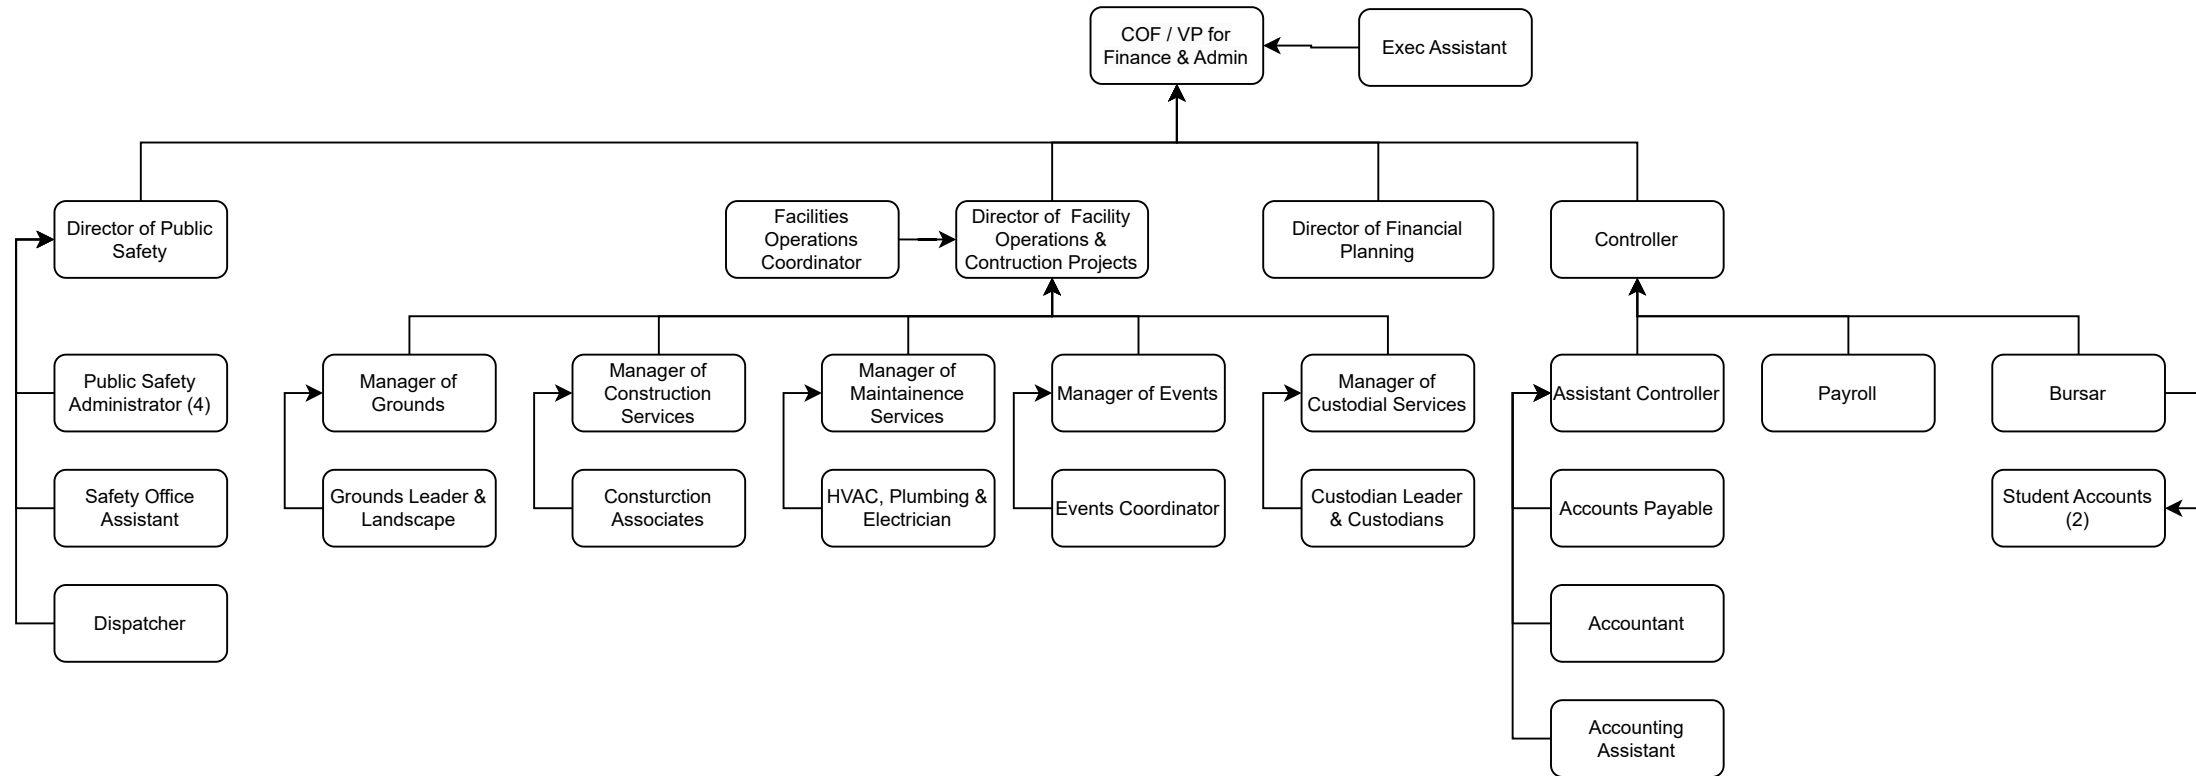 COF / VP for
Finance & Admin
Exec Assistant
Director of Public
Safety
Facilities
Operations
Coordinator
Director of  Facility
Operations &
Contruction Projects
Director of Financial
Planning
Controller
Public Safety
Administrator (4)
Manager of
Grounds
Manager of
Construction
Services
Manager of
Maintainence
Services
Manager of Events
Manager of
Custodial Services
Assistant Controller
Payroll
Bursar
Safety Office
Assistant
Grounds Leader &
Landscape
Consturction
Associates
HVAC, Plumbing &
Electrician
Events Coordinator
Custodian Leader
& Custodians
Accounts Payable
Student Accounts
(2)
Dispatcher
Accountant
Accounting
Assistant